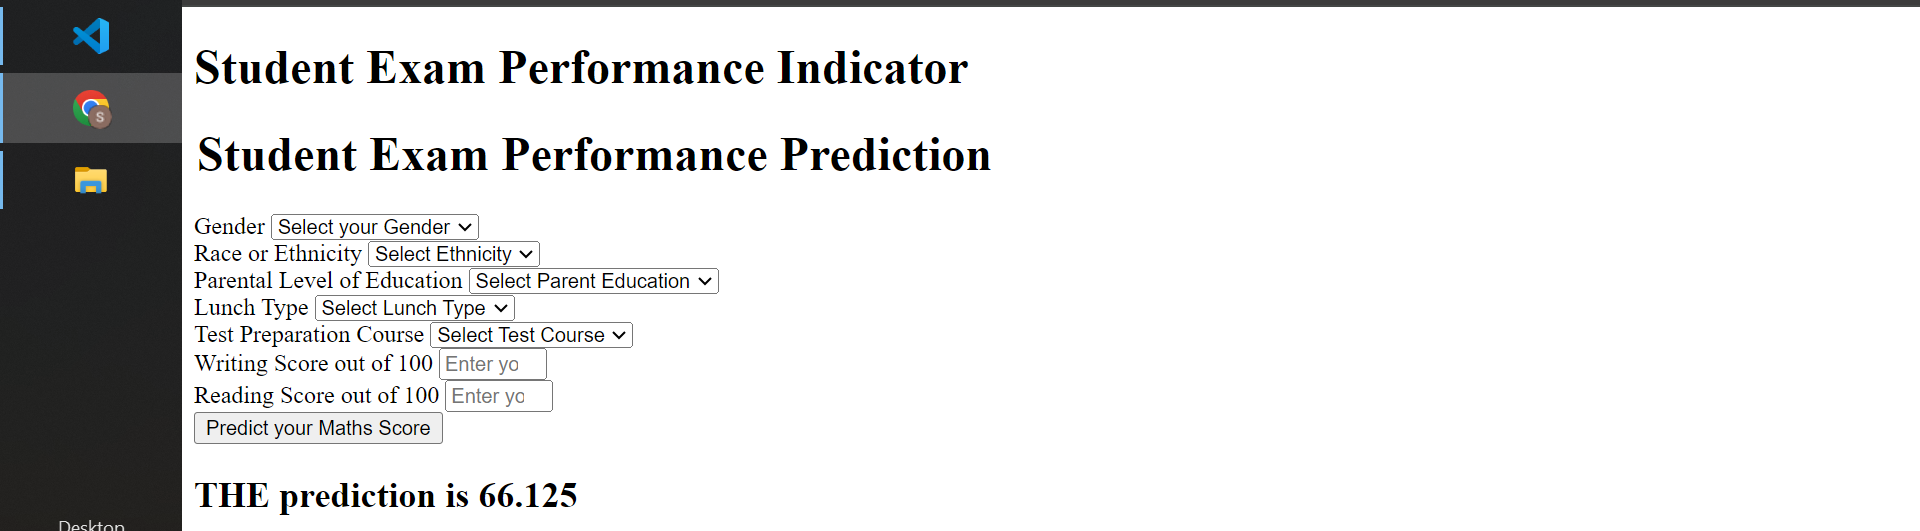 Student Exam Performance Indicator
Student Exam Performance Prediction
Gender Select your Gender
Race or Ethnicity Select Ethnicity
Parental Level of Education Select Parent Education
Lunch Type Select Lunch Type
Test Preparation Course Select Test Course
Writing Score out of 100 Enter yo
Reading Score out of 100 Enter yo
Predict your Maths Score
THE prediction is 66.125
S
Desktop